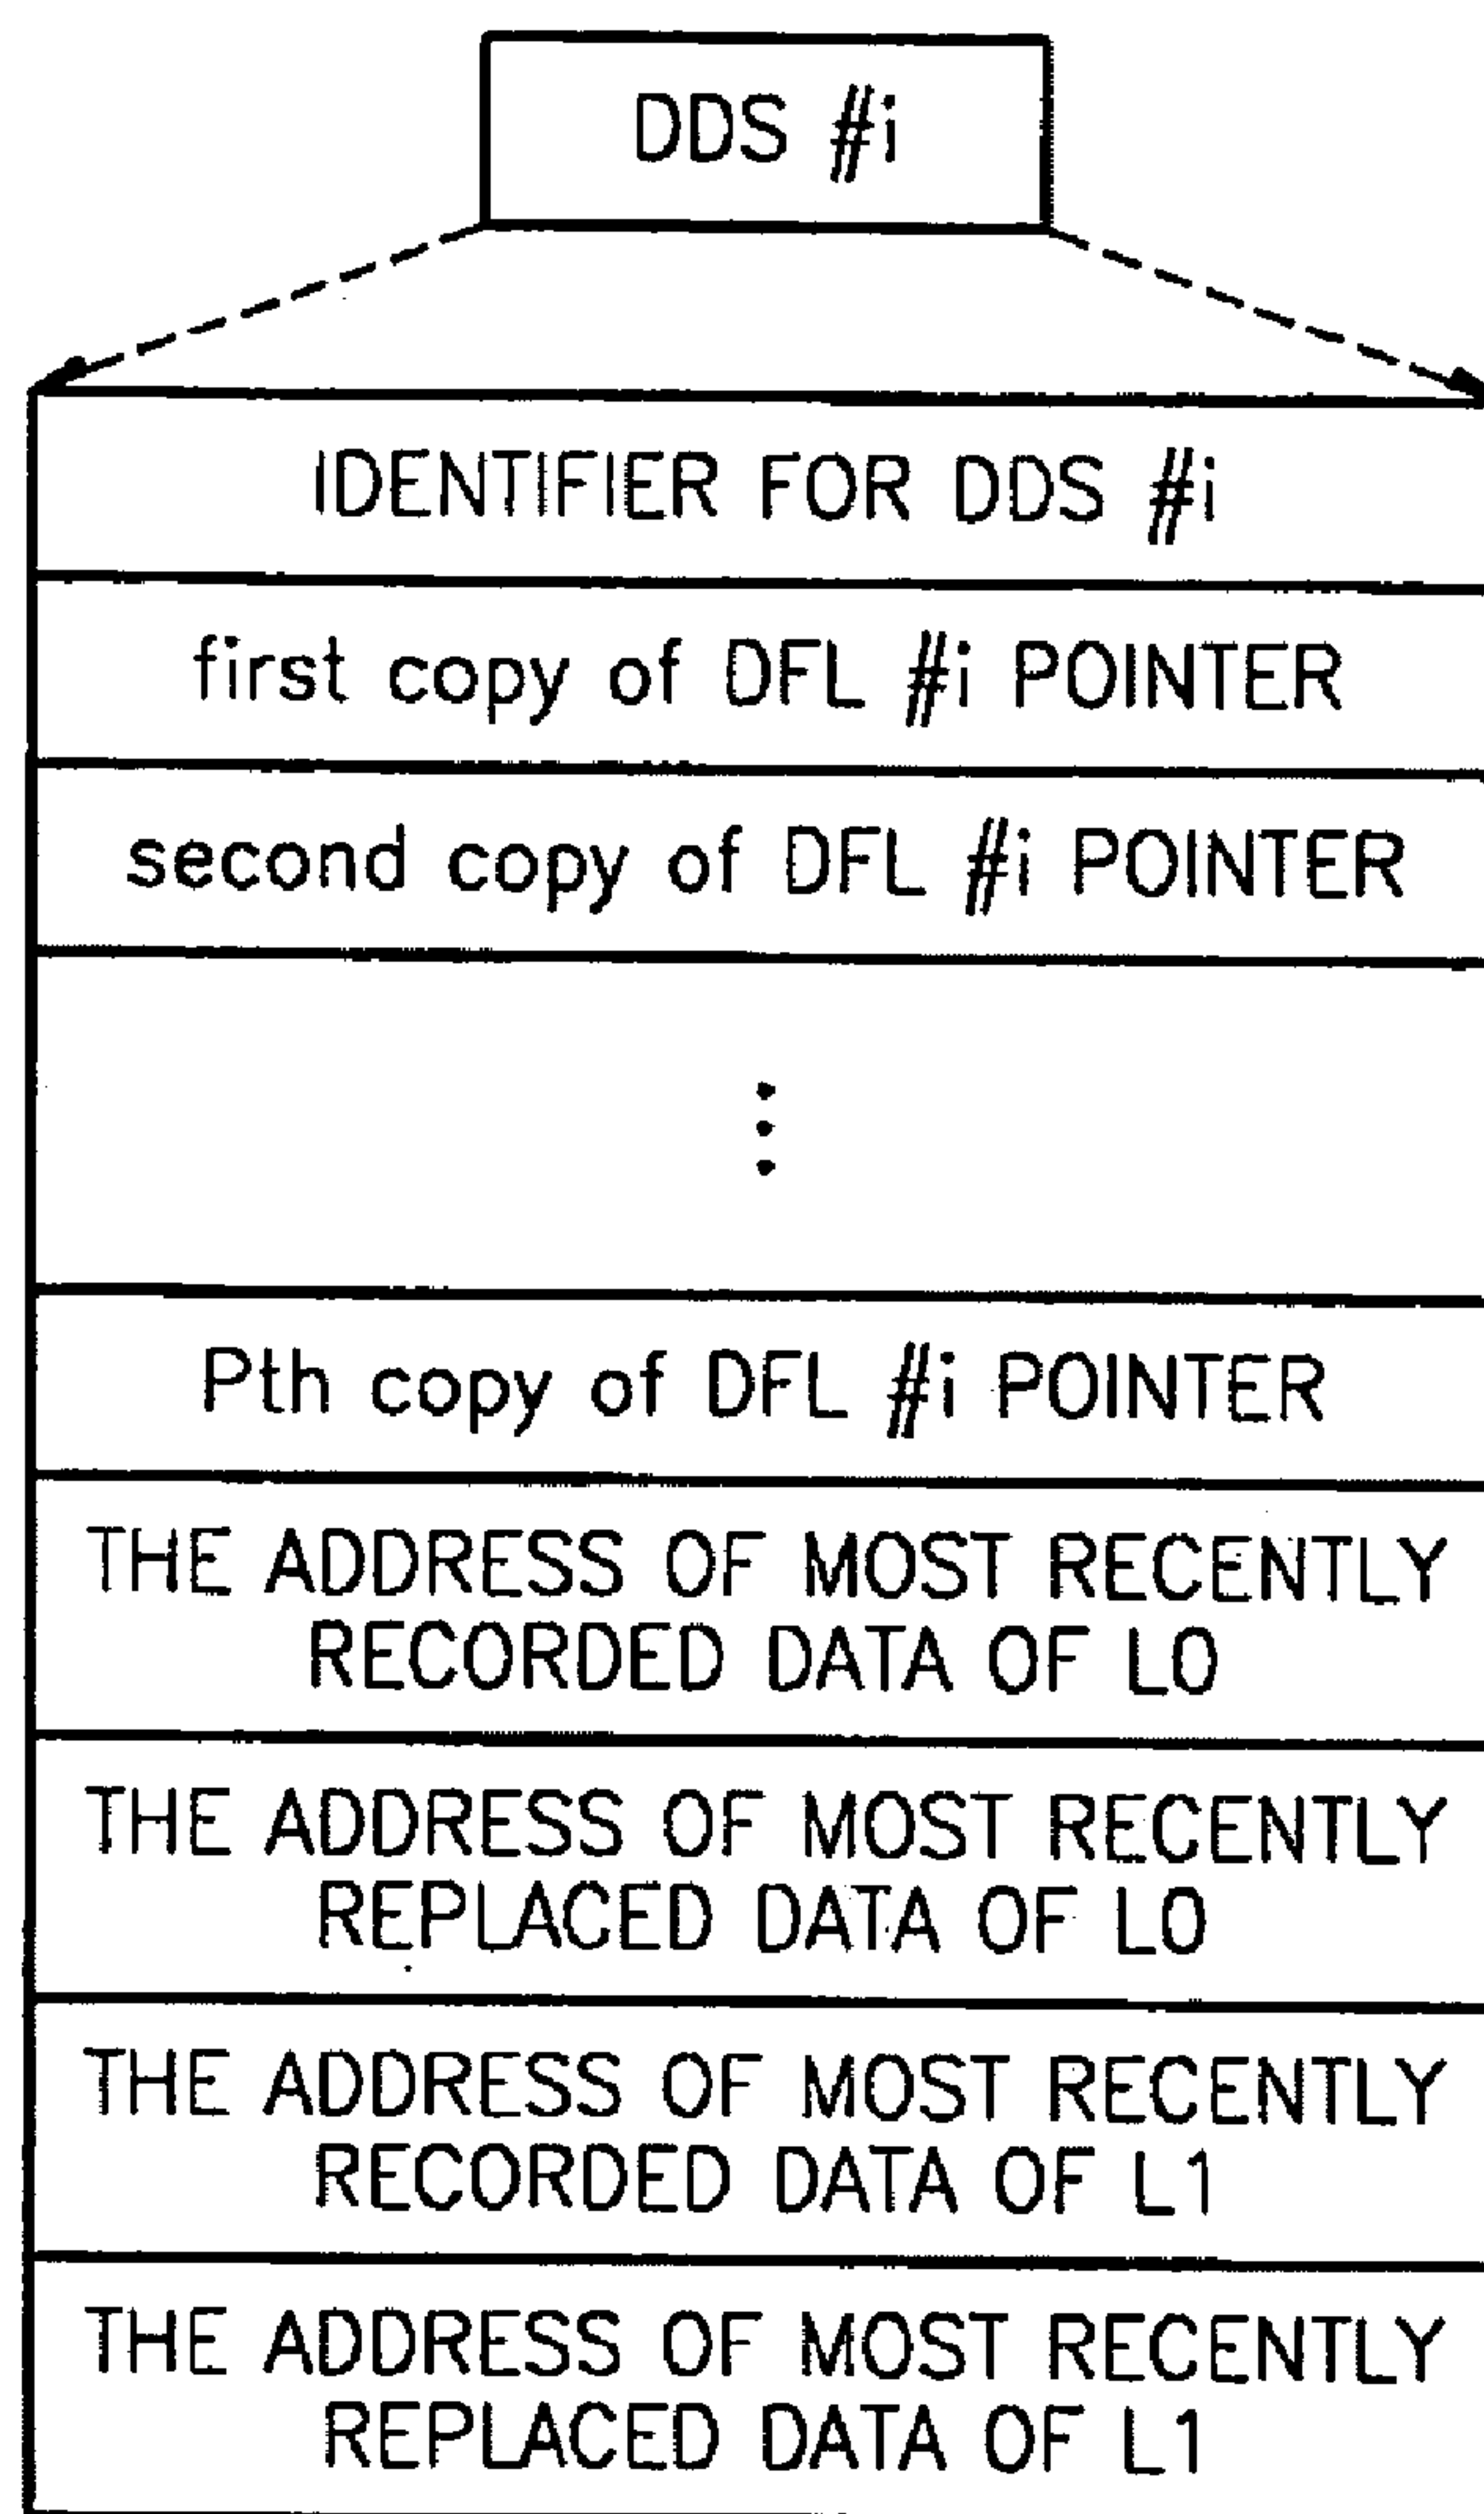 DDS #i
IDENTIFIER FOR DDS #i
first copy of DFL #i POINTER
second copy of DFL #i POINTER
Pth copy of DFL #i POINTER
THE ADDRESS OF MOST RECENTLY
RECORDED DATA OF L0
THE ADDRESS OF MOST RECENTLY
REPLACED DATA OF L0
THE ADDRESS OF MOST RECENTLY
RECORDED DATA OF L1
THE ADDRESS OF MOST RECENTLY
REPLACED DATA OF L1